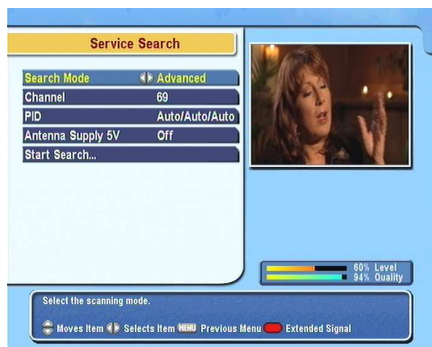 Service Search
Search Mode Advanced
Channel 69
PID Auto/Auto/Auto
Antenna Supply 5V Off
Start Search...
60% Level
94% Quality
Select the scanning mode.
Moves Item Selects Item MENU Previous Menu Extended Signal